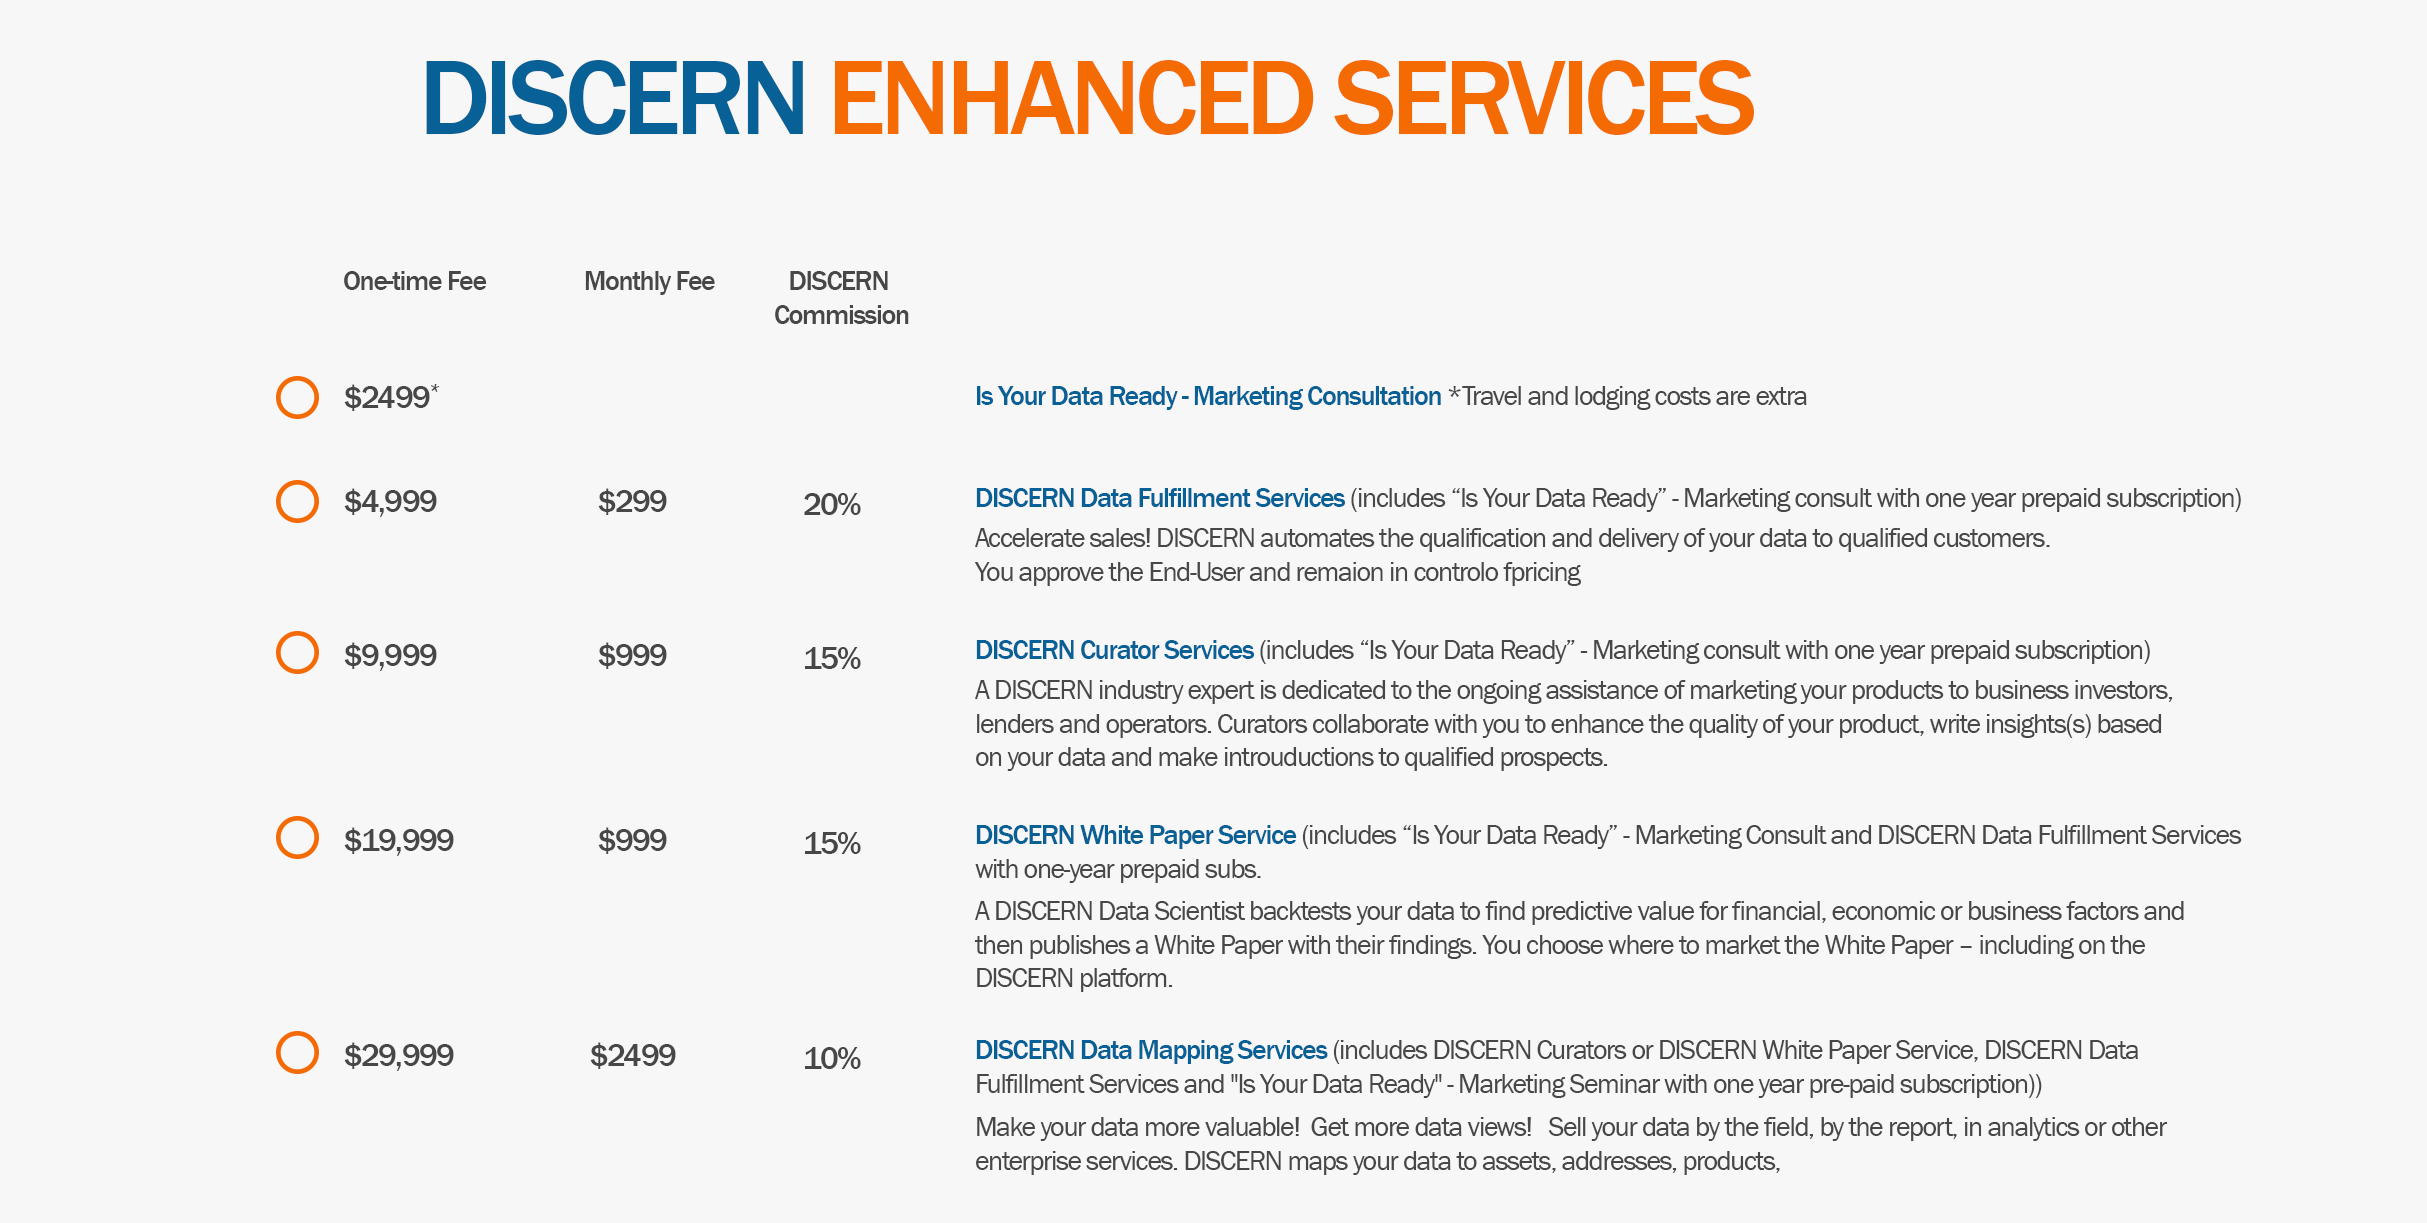 DISCERN ENHANCED SERVICES
One-time Fee Monthly Fee DISCERN
Commission
$2499* Is Your Data Ready - Marketing Consultation *Travel and lodging costs are extra
$4,999 $299 20% DISCERN Data Fulfillment Services (includes “Is Your Data Ready” - Marketing consult with one year prepaid subscription)
Accelerate sales! DISCERN automates the qualification and delivery of your data to qualified customers.
You approve the End-User and remaion in controlo fpricing
$9,999 $999 15% DISCERN Curator Services (includes “Is Your Data Ready” - Marketing consult with one year prepaid subscription)
A DISCERN industry expert is dedicated to the ongoing assistance of marketing your products to business investors,
lenders and operators. Curators collaborate with you to enhance the quality of your product, write insights(s) based
on your data and make introuductions to qualified prospects.
$19,999 $999 15% DISCERN White Paper Service (includes “Is Your Data Ready” - Marketing Consult and DISCERN Data Fulfillment Services
with one-year prepaid subs.
A DISCERN Data Scientist backtests your data to find predictive value for financial, economic or business factors and
then publishes a White Paper with their findings. You choose where to market the White Paper – including on the
DISCERN platform.
$29,999 $2499 10% DISCERN Data Mapping Services (includes DISCERN Curators or DISCERN White Paper Service, DISCERN Data
Fulfillment Services and "Is Your Data Ready" - Marketing Seminar with one year pre-paid subscription))
Make your data more valuable! Get more data views! Sell your data by the field, by the report, in analytics or other
enterprise services. DISCERN maps your data to assets, addresses, products,